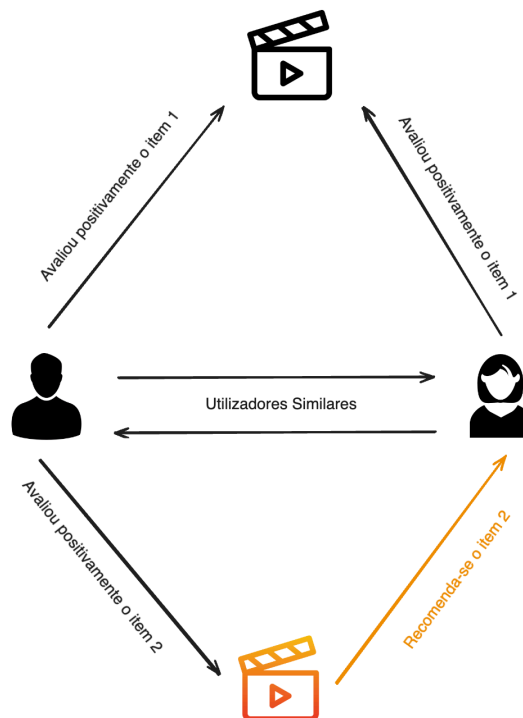 Avaliou positivamente o item 1
Avaliou positivamente o item 1
Utilizadores Similares
Avaliou positivamente o item 2
Recomenda-se o item 2